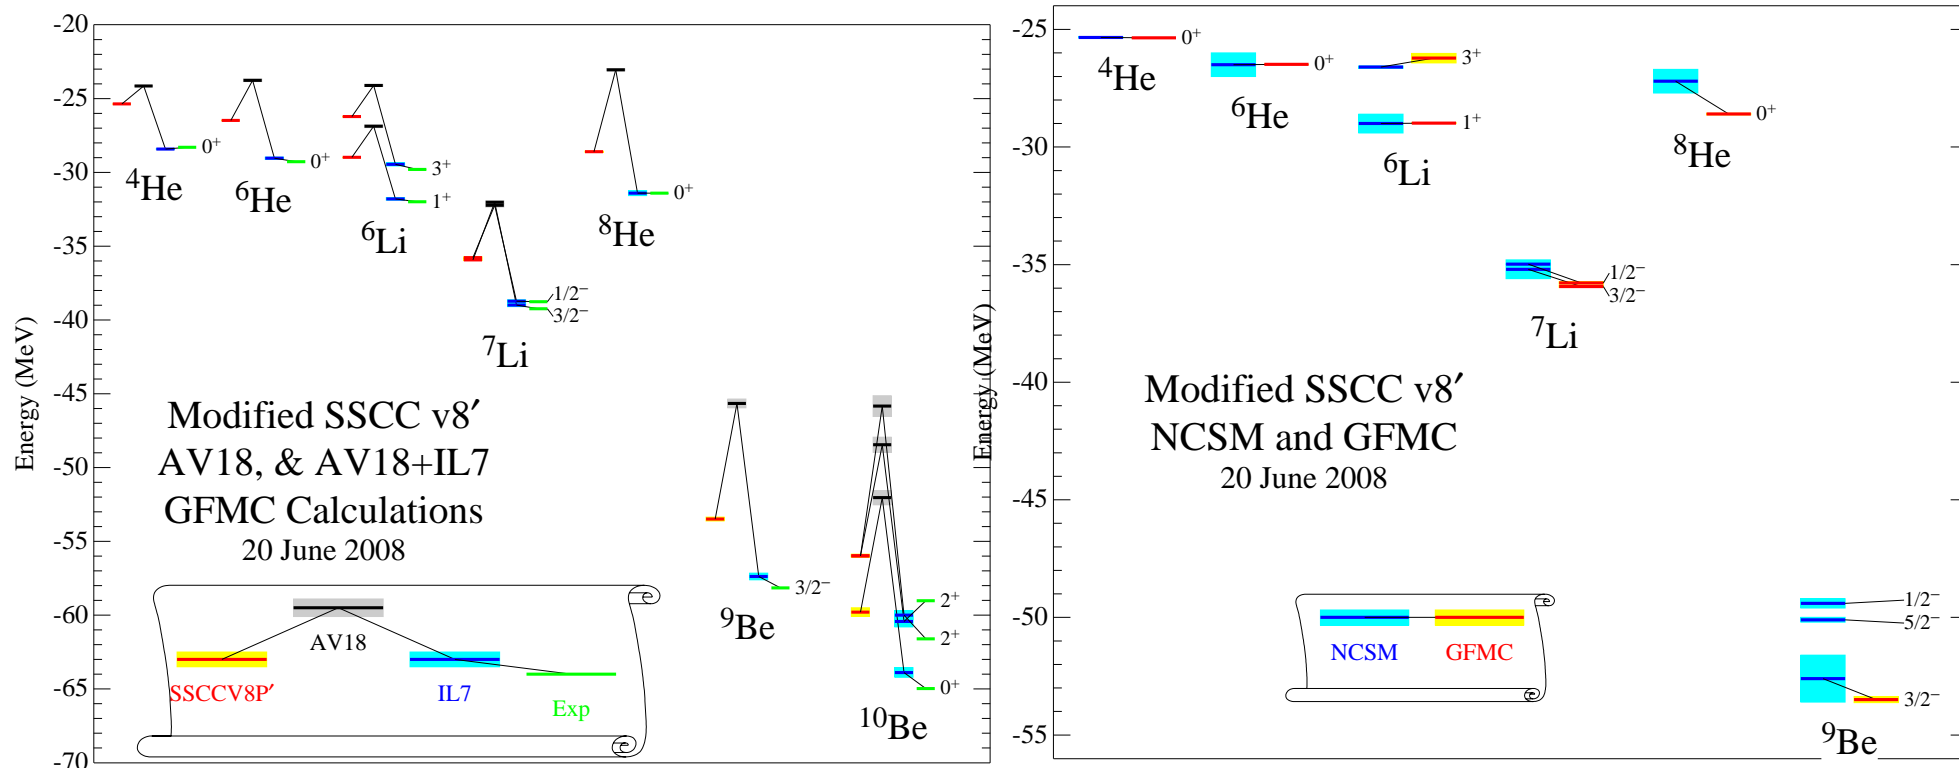 -20
-25
-30
-35
-40
-45
-50
-55
-60
-65
-70
Energy (MeV)
⁴He
0⁺
⁶He
0⁺
⁶Li
3⁺
1⁺
⁷Li
1/2⁻
3/2⁻
⁸He
0⁺
⁹Be
3/2⁻
¹⁰Be
2⁺
2⁺
0⁺
Modified SSCC v8′
AV18, & AV18+IL7
GFMC Calculations
20 June 2008
AV18
SSCCV8P′
IL7
Exp
-25
-30
-35
-40
-45
-50
-55
Energy (MeV)
⁴He
0⁺
⁶He
0⁺
⁶Li
3⁺
1⁺
⁷Li
1/2⁻
3/2⁻
⁸He
0⁺
⁹Be
1/2⁻
5/2⁻
3/2⁻
Modified SSCC v8′
NCSM and GFMC
20 June 2008
NCSM
GFMC